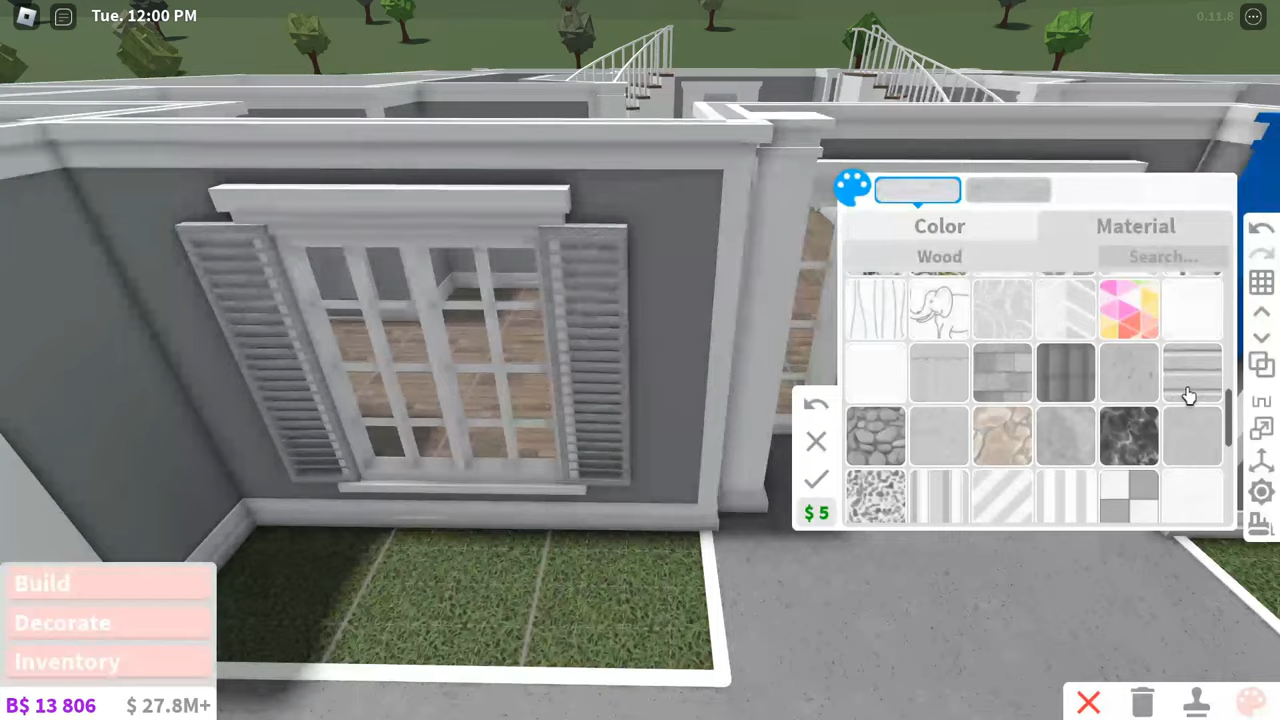 Tue. 12:00 PM
0.11.8
Color
Material
Wood
Search...
$ 5
Build
Decorate
Inventory
B$ 13 806
$ 27.8M+